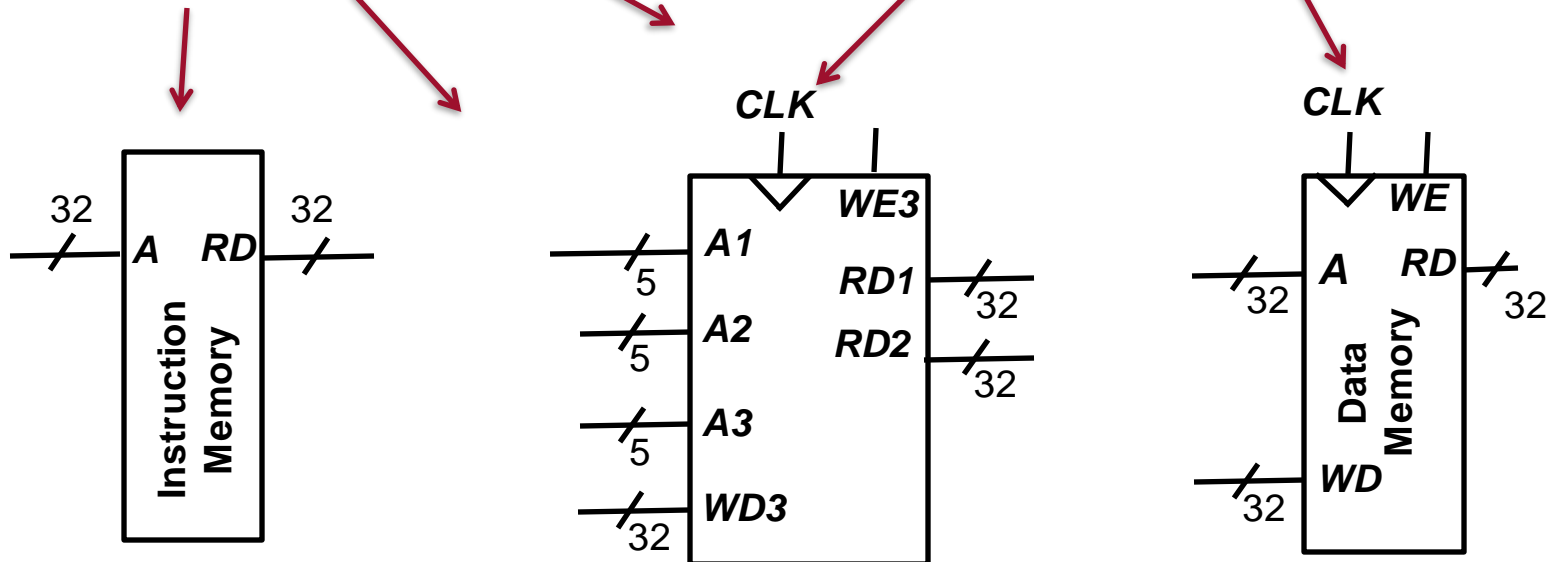 32
A
RD
32
Instruction
Memory
CLK
WE3
A1
5
A2
5
A3
5
WD3
32
RD1
32
RD2
32
CLK
WE
A
32
RD
32
Data
Memory
WD
32